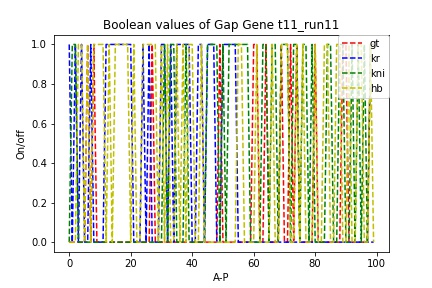 Boolean values of Gap Gene t11_run11
gt
kr
kni
hb
On/off
1.0
0.8
0.6
0.4
0.2
0.0
0 20 40 60 80 100
A-P